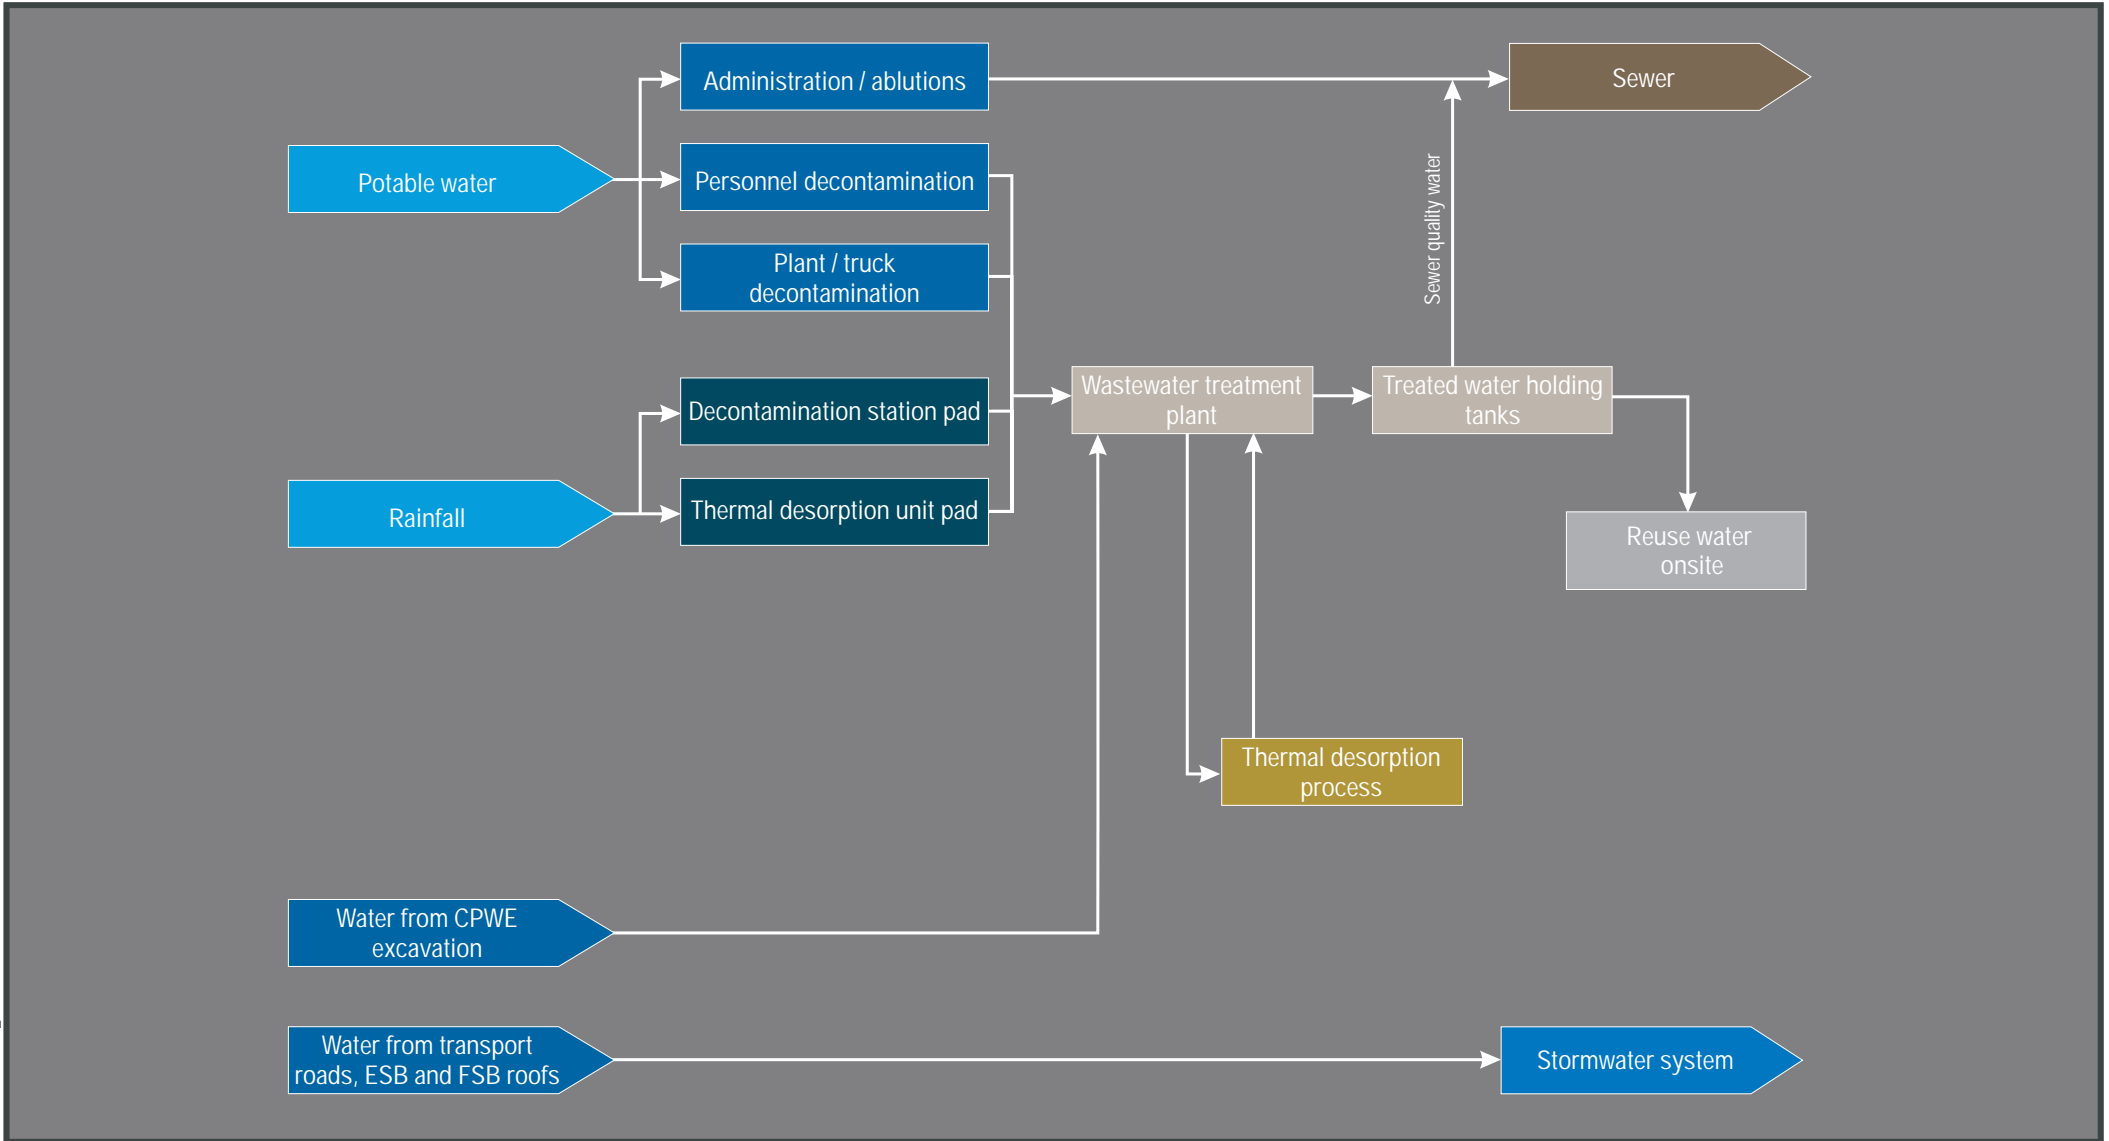 Administration / ablutions
Sewer
Potable water
Personnel decontamination
Sewer quality water
Plant / truck
decontamination
Wastewater treatment
plant
Treated water holding
tanks
Decontamination station pad
Rainfall
Thermal desorption unit pad
Reuse water
onsite
Thermal desorption
process
Water from CPWE
excavation
Water from transport
roads, ESB and FSB roofs
Stormwater system